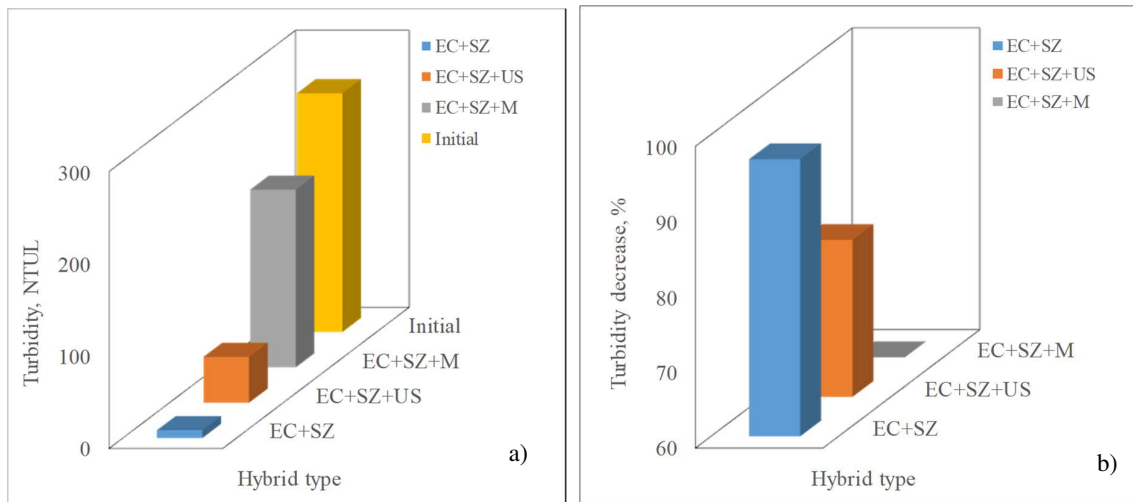 EC+SZ
EC+SZ+US
EC+SZ+M
Initial
300
200
100
0
Turbidity, NTUL
Initial
EC+SZ+M
EC+SZ+US
EC+SZ
Hybrid type
a)
EC+SZ
EC+SZ+US
EC+SZ+M
100
90
80
70
60
Turbidity decrease, %
EC+SZ+M
EC+SZ+US
EC+SZ
Hybrid type
b)